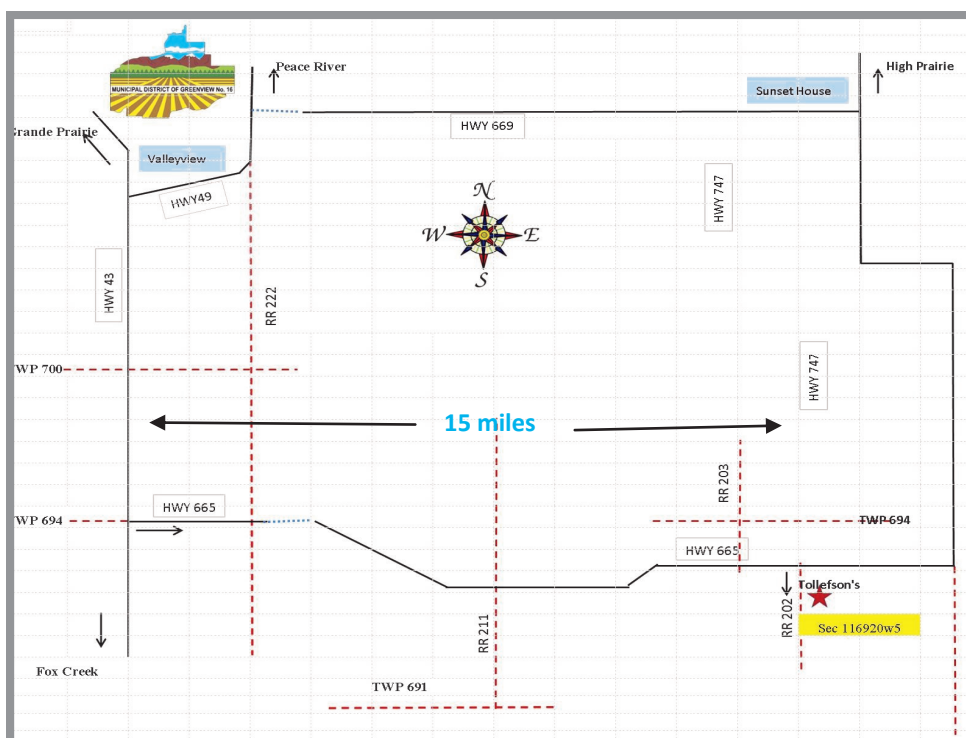 Peace River
High Prairie
MUNICIPAL DISTRICT OF GREENVIEW No. 16
Sunset House
HWY 669
Grande Prairie
Valleyview
HWY49
HWY 747
N
W E
S
HWY 43
RR 222
TWP 700
HWY 747
15 miles
RR 203
HWY 665
TWP 694
TWP 694
HWY 665
Tollefson's
RR 202
Sec 116920w5
RR 211
Fox Creek
TWP 691